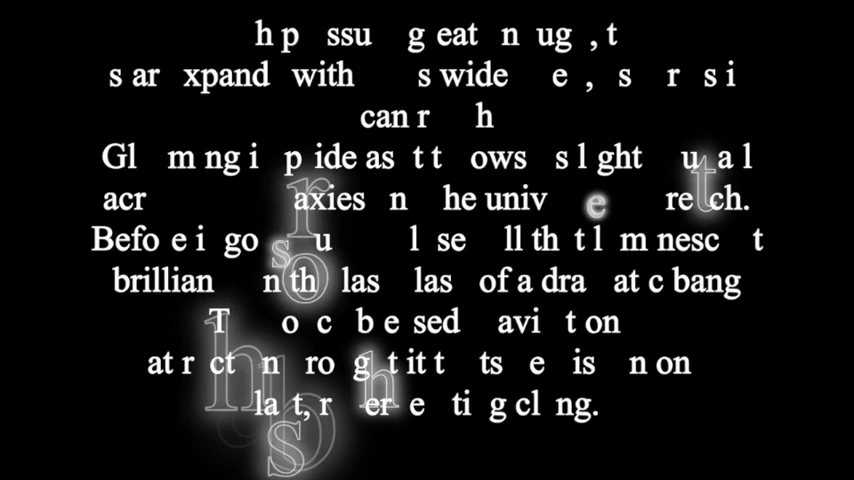 h p ssu g eat n ug , t
s ar xpand with s wide e , s r s i
can r h
Gl m ng i p ide as t t ows s l ght u a l
acr axies n he univ e re ch.
Befo e i go s u l se ll th t l m nesc t
brillian n th las las of a dra at c bang
T o c b e sed avi t on
at r ct n ro g t it t ts e is n on
la t, r er e ti g cl ng.